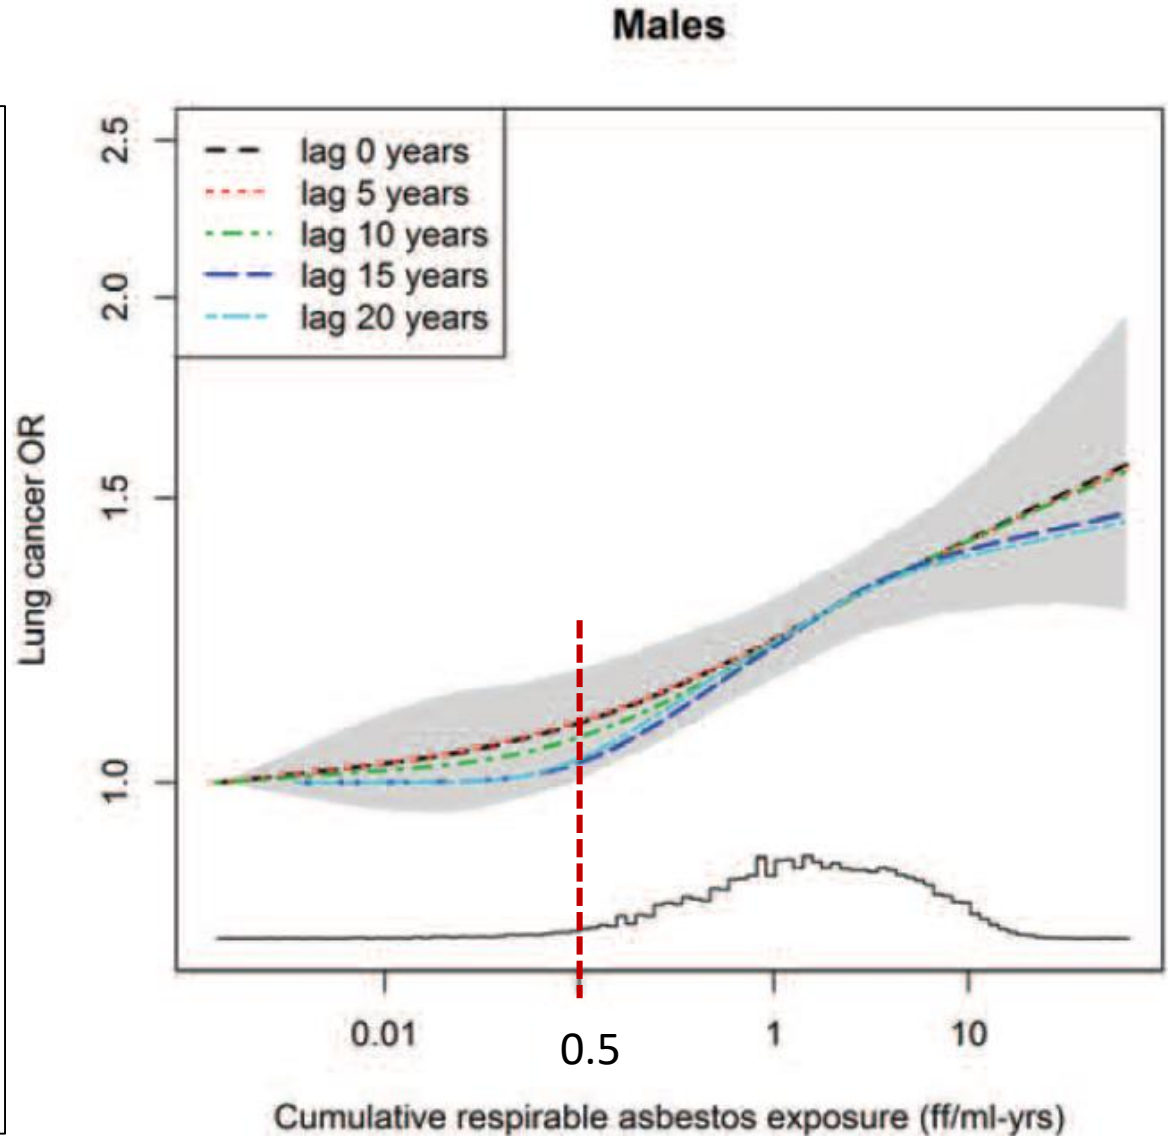 Males
lag 0 years
lag 5 years
lag 10 years
lag 15 years
lag 20 years
2.5
2.0
1.5
1.0
Lung cancer OR
0.01
0.5
1
10
Cumulative respirable asbestos exposure (ff/ml-yrs)